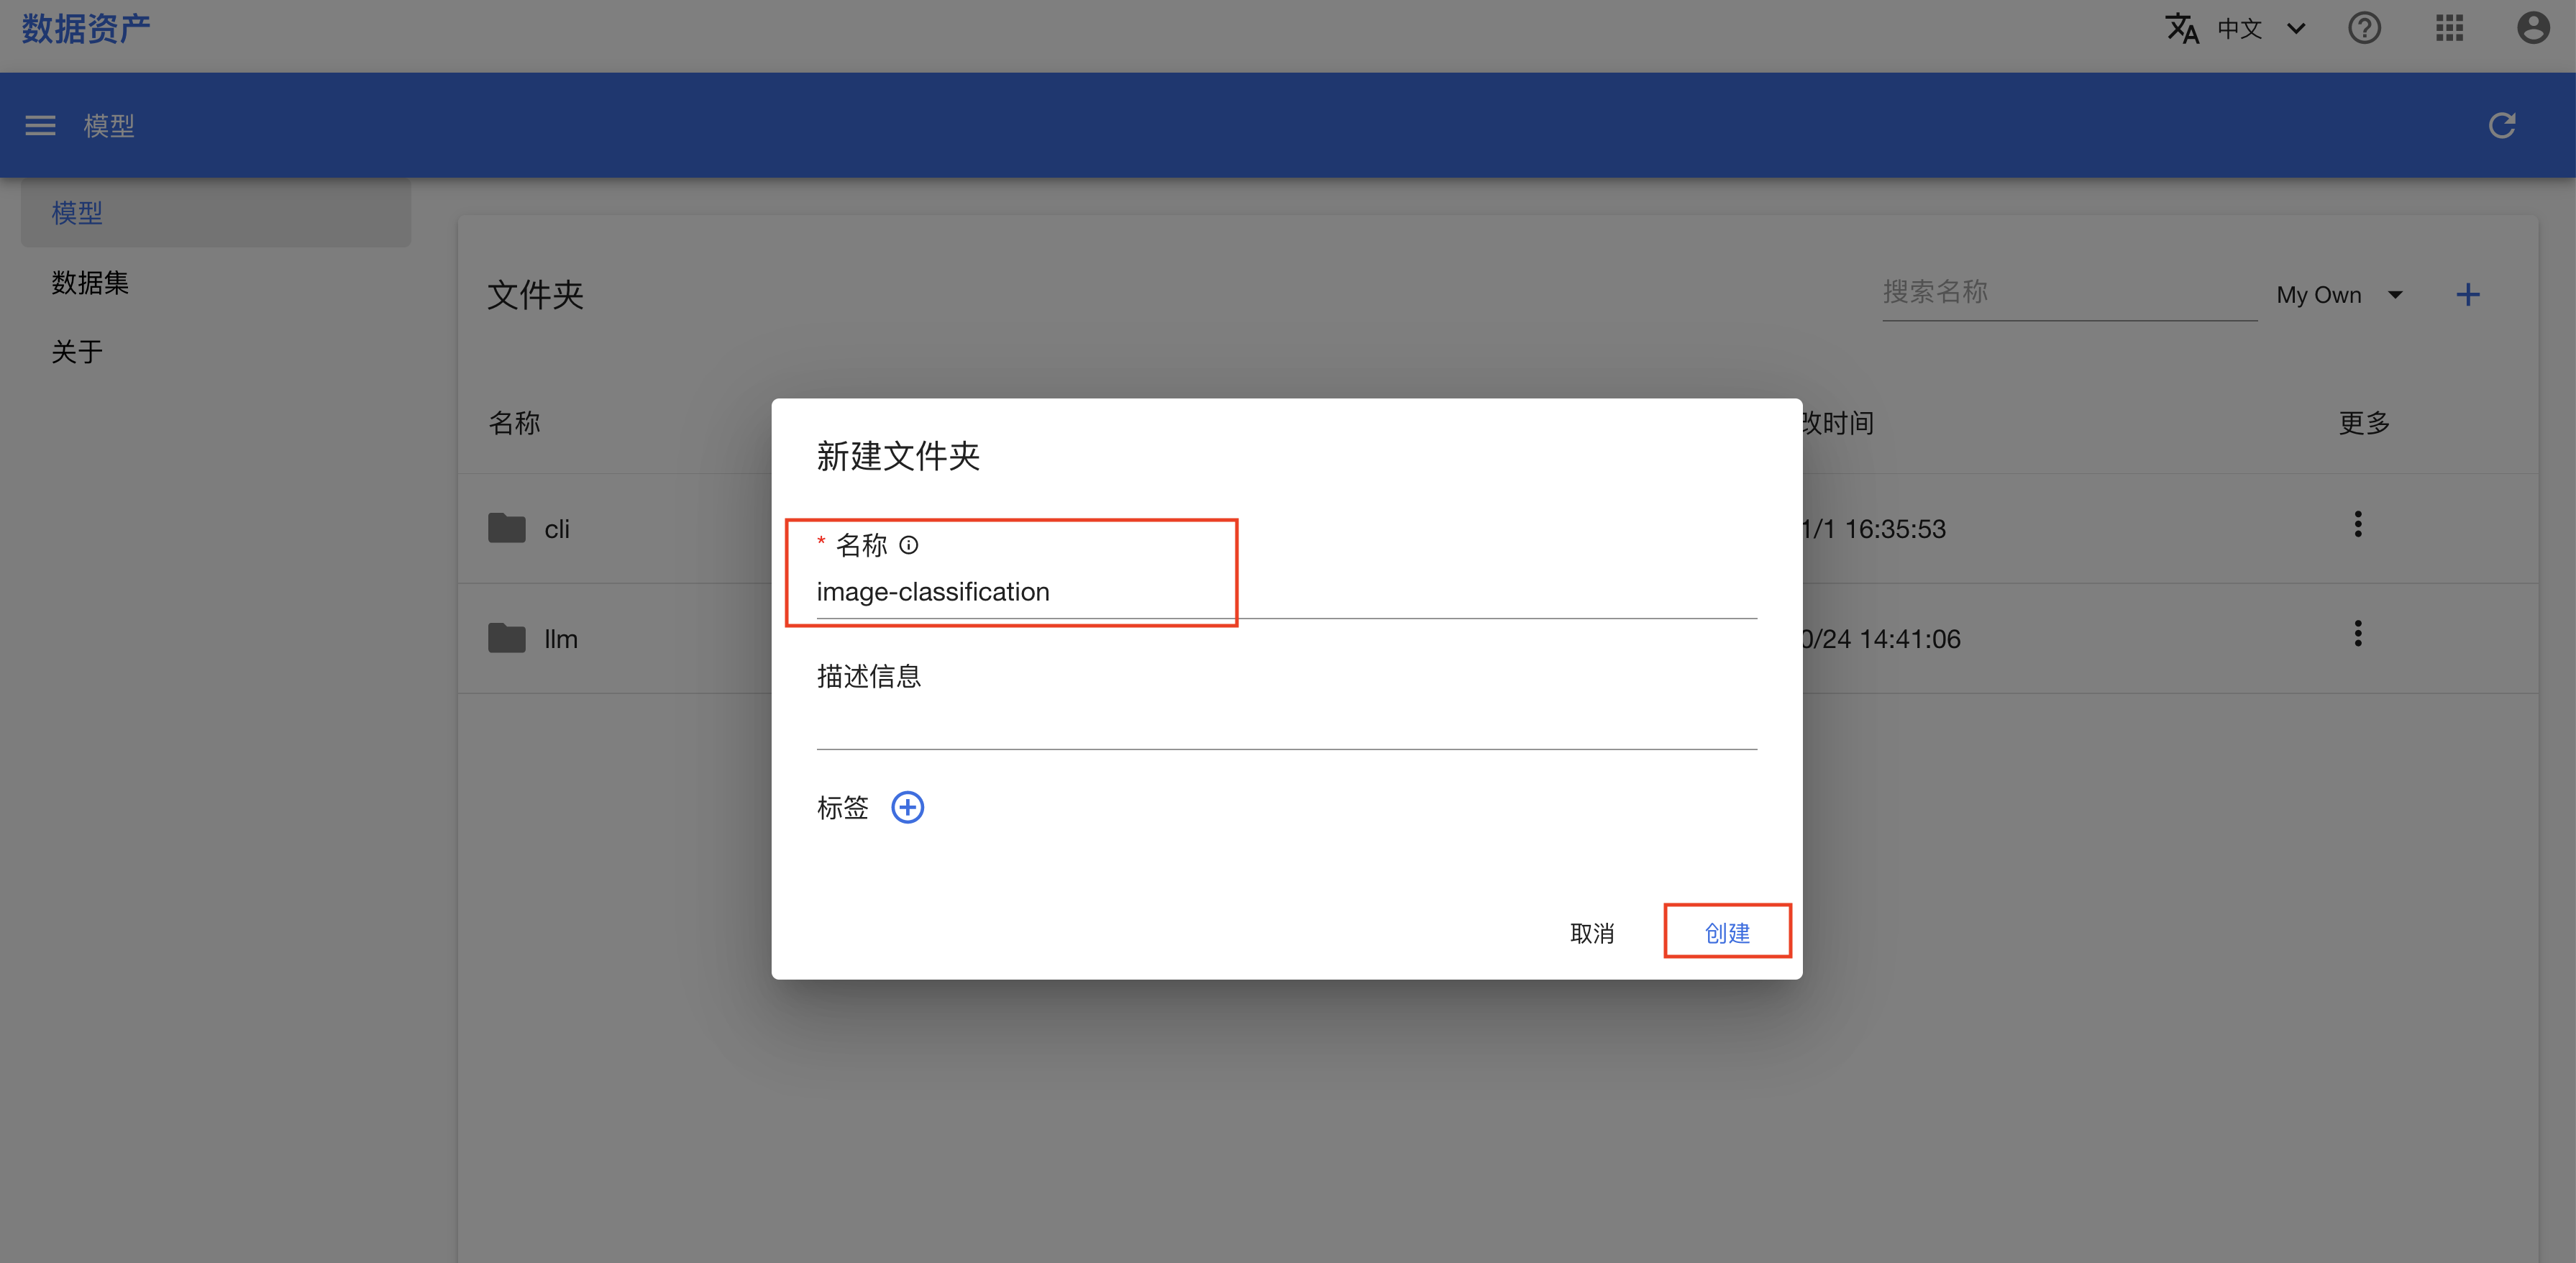 数据资产
中文
模型
模型
数据集
关于
文件夹
搜索名称
My Own
名称
改时间
更多
cli
1/1 16:35:53
llm
0/24 14:41:06
新建文件夹
* 名称
image-classification
描述信息
标签
取消
创建